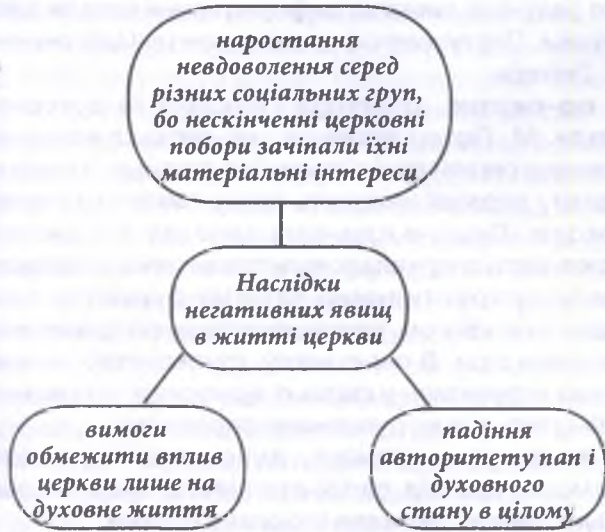 наростання
невдоволення серед
різних соціальних груп,
бо нескінченні церковні
побори зачіпали їхні
матеріальні інтереси
Наслідки
негативних явищ
в житті церкви
вимоги
обмежити вплив
церкви лише на
духовне життя
падіння
авторитету пап і
духовного
стану в цілому